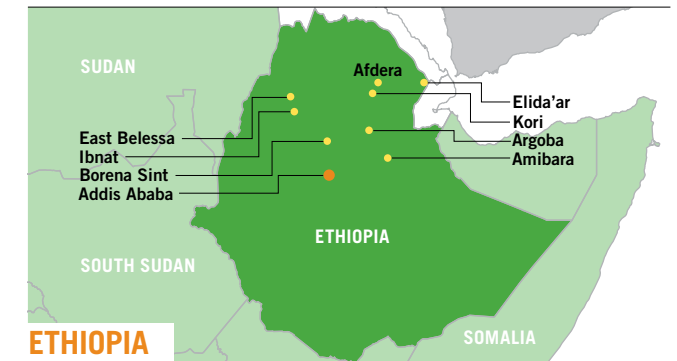 SUDAN
Afdera
Elida'ar
Kori
East Belessa
Argoba
Ibnat
Amibara
Borena Sint
Addis Ababa
ETHIOPIA
SOUTH SUDAN
SOMALIA
ETHIOPIA